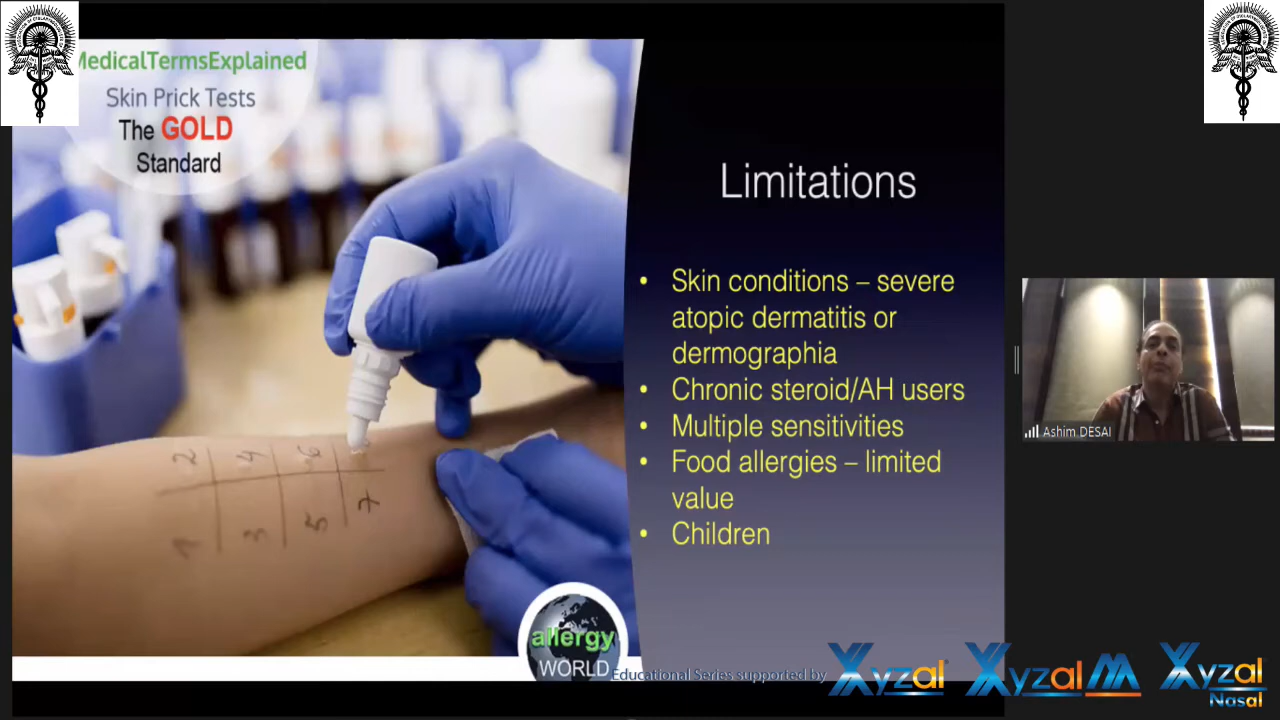 MedicalTermsExplained
Skin Prick Tests
The GOLD
Standard
Limitations
• Skin conditions – severe
atopic dermatitis or
dermographia
• Chronic steroid/AH users
• Multiple sensitivities
• Food allergies – limited
value
• Children
2 4 6
1 3 5 7
allergy
WORLD
Ashim DESAI
Educational Series supported by
Xyzal
Xyzal M
Xyzal
Nasal